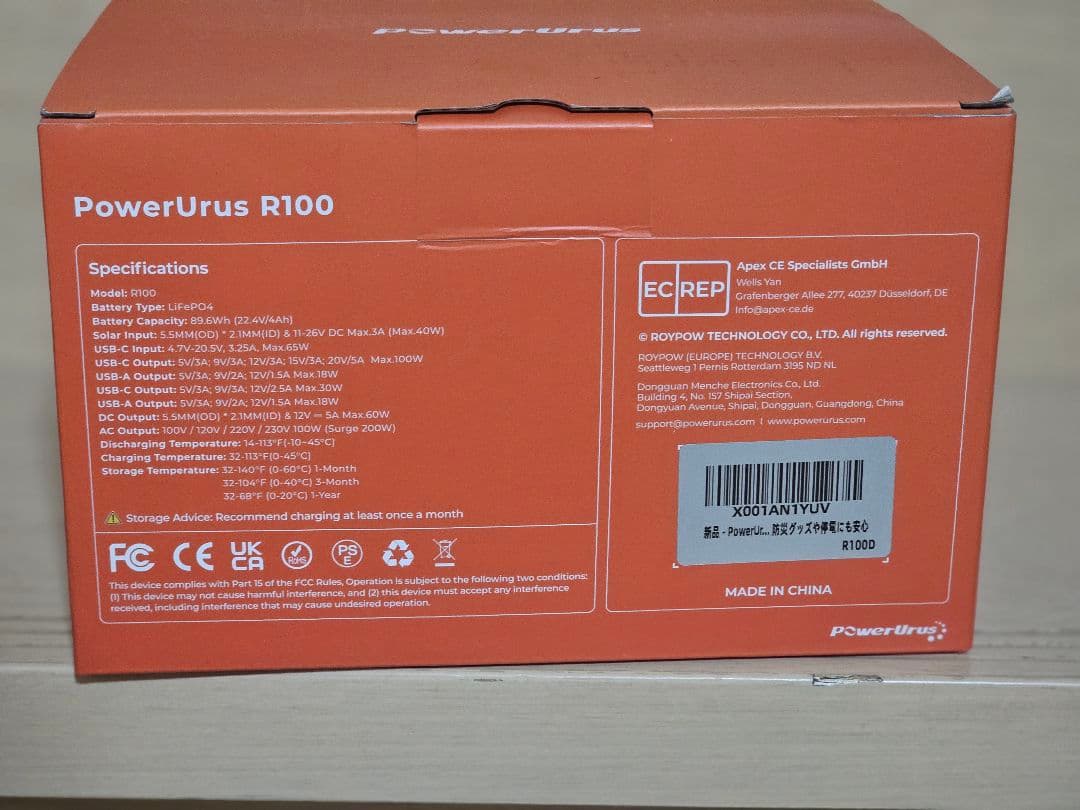 PowerUrus
PowerUrus R100
Specifications
Model: R100
Battery Type: LiFePO4
Battery Capacity: 89.6Wh (22.4V/4Ah)
Solar Input: 5.5MM(OD) * 2.1MM(ID) & 11-26V DC Max.3A (Max.40W)
USB-C Input: 4.7V-20.5V, 3.25A, Max.65W
USB-C Output: 5V/3A; 9V/3A; 12V/3A; 15V/3A; 20V/5A Max.100W
USB-A Output: 5V/3A; 9V/2A; 12V/1.5A Max.18W
USB-C Output: 5V/3A; 9V/3A; 12V/2.5A Max.30W
USB-A Output: 5V/3A; 9V/2A; 12V/1.5A Max.18W
DC Output: 5.5MM(OD) * 2.1MM(ID) & 12V ⎓ 5A Max.60W
AC Output: 100V / 120V / 220V / 230V 100W (Surge 200W)
Discharging Temperature: 14-113°F(-10~45°C)
Charging Temperature: 32-113°F(0-45°C)
Storage Temperature: 32-140°F (0-60°C) 1-Month
32-104°F (0-40°C) 3-Month
32-68°F (0-20°C) 1-Year
Storage Advice: Recommend charging at least once a month
FC CE UK CA RoHS PS E
This device complies with Part 15 of the FCC Rules, Operation is subject to the following two conditions:
(1) This device may not cause harmful interference, and (2) this device must accept any interference
received, including interference that may cause undesired operation.
EC REP
Apex CE Specialists GmbH
Wells Yan
Grafenberger Allee 277, 40237 Düsseldorf, DE
Info@apex-ce.de
© ROYPOW TECHNOLOGY CO., LTD. All rights reserved.
ROYPOW (EUROPE) TECHNOLOGY B.V.
Seattleweg 1 Pernis Rotterdam 3195 ND NL
Dongguan Menche Electronics Co., Ltd.
Building 4, No. 157 Shipai Section,
Dongyuan Avenue, Shipai, Dongguan, Guangdong, China
support@powerurus.com | www.powerurus.com
X001AN1YUV
新品 - PowerUr... 防災グッズや停電にも安心
R100D
MADE IN CHINA
PowerUrus